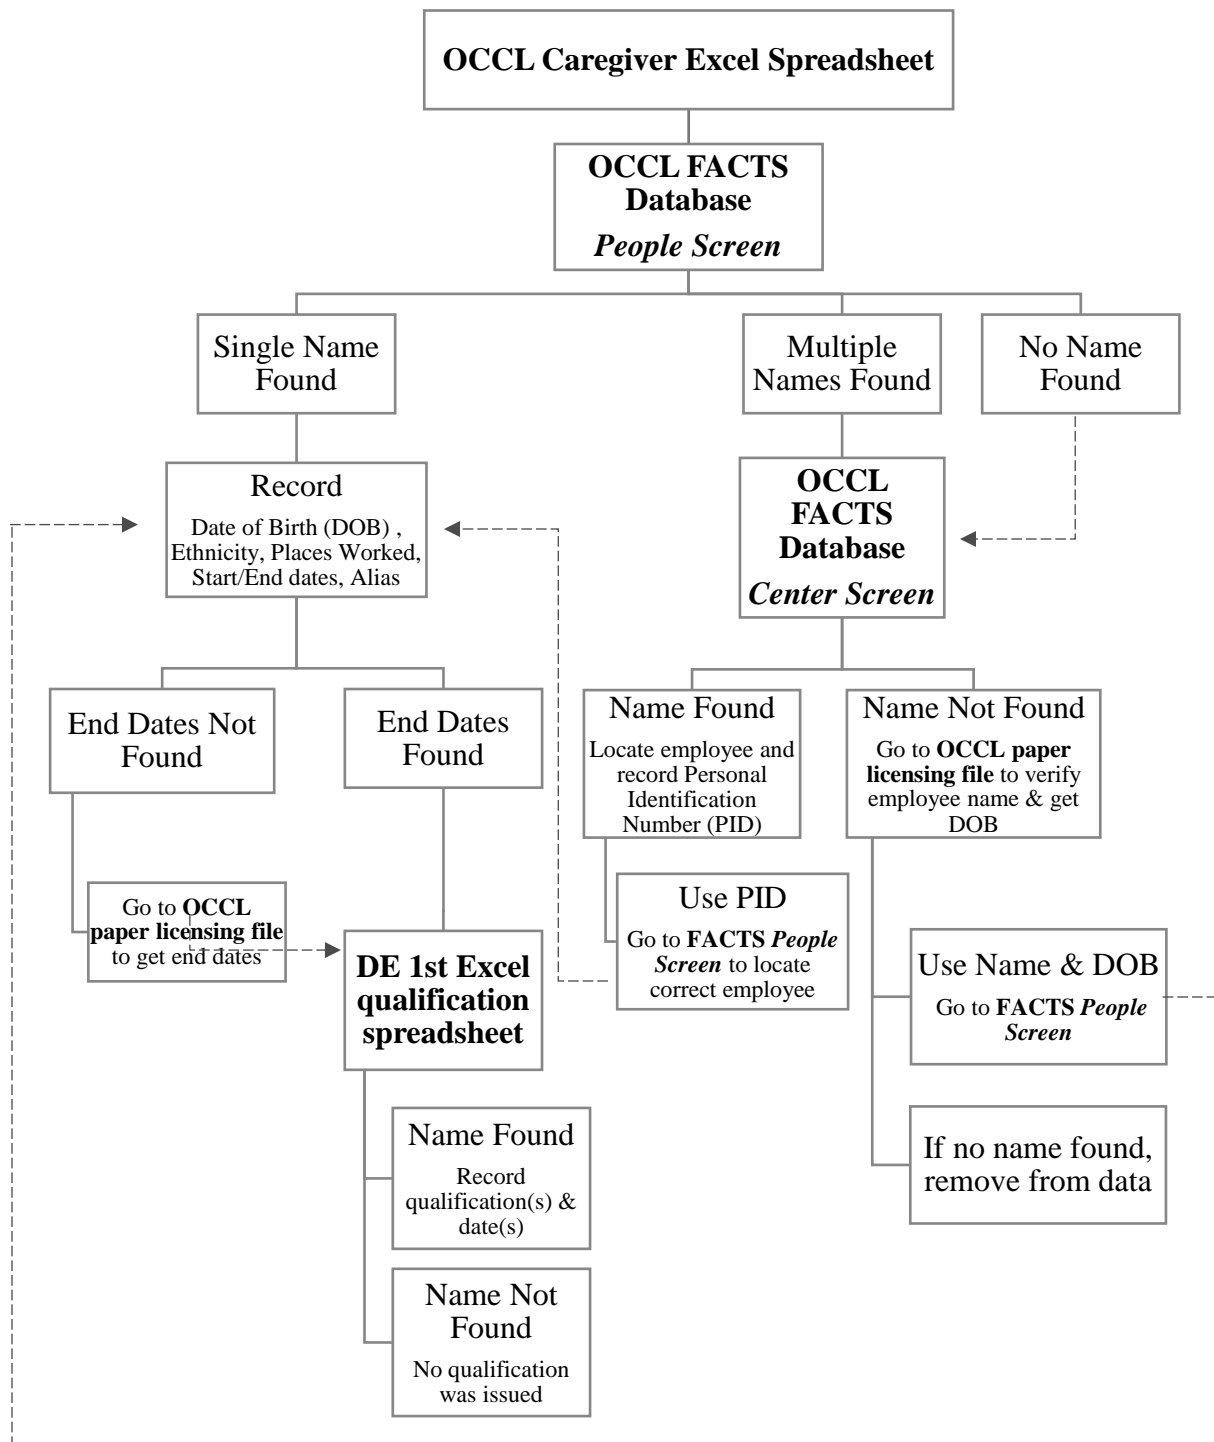 OCCL Caregiver Excel Spreadsheet
OCCL FACTS
Database
People Screen
Single Name
Found
Multiple
Names Found
No Name
Found
Record
Date of Birth (DOB) ,
Ethnicity, Places Worked,
Start/End dates, Alias
OCCL
FACTS
Database
Center Screen
End Dates Not
Found
End Dates
Found
Name Found
Locate employee and
record Personal
Identification
Number (PID)
Name Not Found
Go to OCCL paper
licensing file to verify
employee name & get
DOB
Go to OCCL
paper licensing file
to get end dates
Use PID
Go to FACTS People
Screen to locate
correct employee
DE 1st Excel
qualification
spreadsheet
Use Name & DOB
Go to FACTS People
Screen
Name Found
Record
qualification(s) &
date(s)
If no name found,
remove from data
Name Not
Found
No qualification
was issued